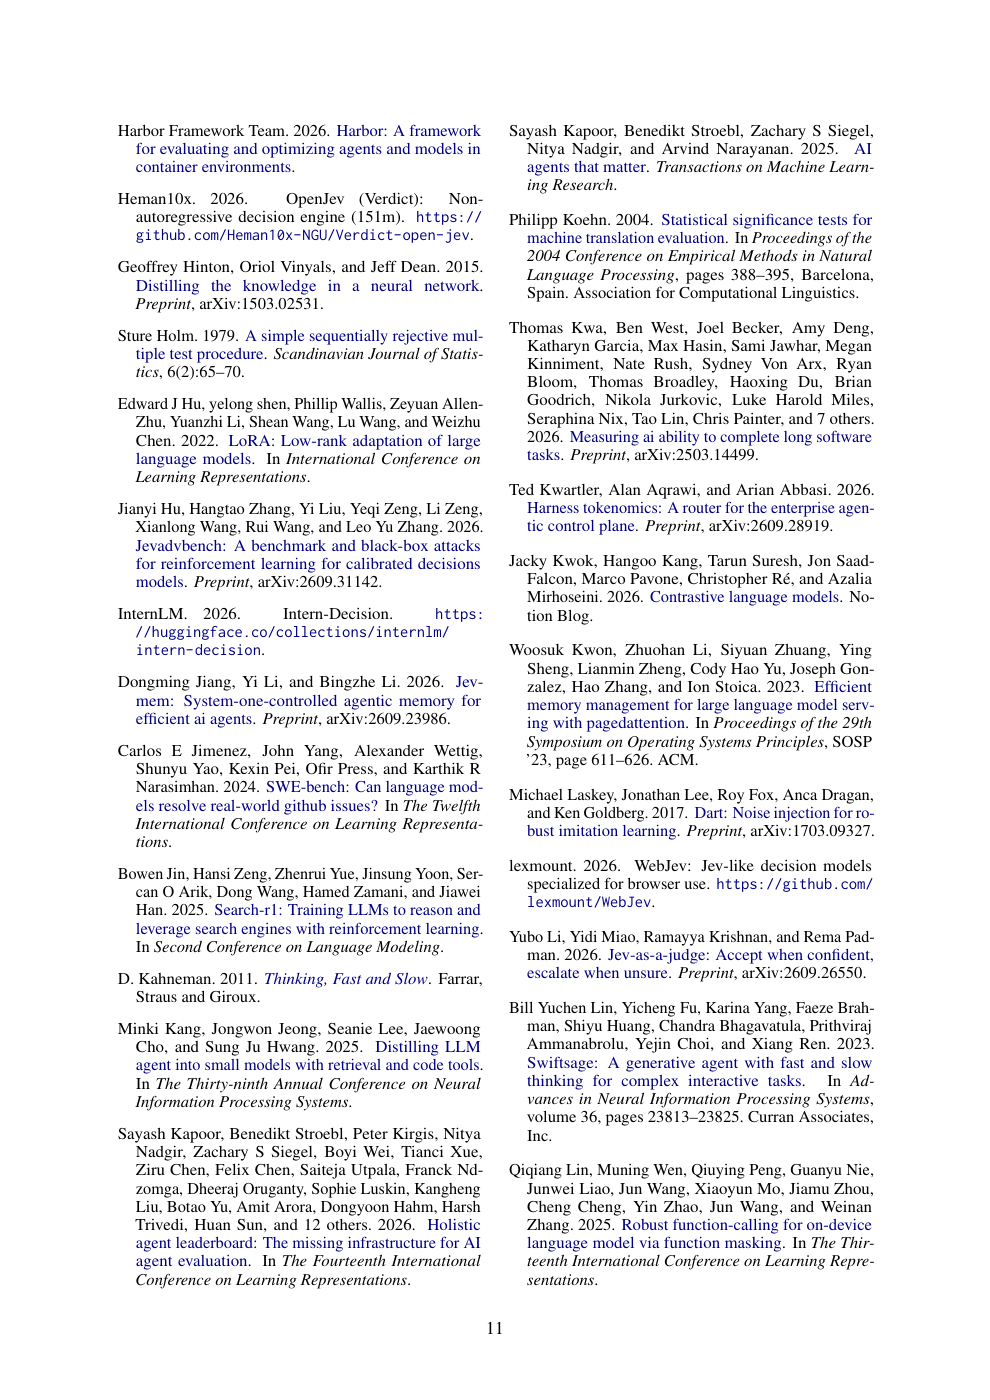 Harbor Framework Team. 2026. Harbor: A framework
for evaluating and optimizing agents and models in
container environments.
Heman10x. 2026. OpenJev (Verdict): Non-
autoregressive decision engine (151m). https://
github.com/Heman10x-NGU/Verdict-open-jev.
Geoffrey Hinton, Oriol Vinyals, and Jeff Dean. 2015.
Distilling the knowledge in a neural network.
Preprint, arXiv:1503.02531.
Sture Holm. 1979. A simple sequentially rejective mul-
tiple test procedure. Scandinavian Journal of Statis-
tics, 6(2):65–70.
Edward J Hu, yelong shen, Phillip Wallis, Zeyuan Allen-
Zhu, Yuanzhi Li, Shean Wang, Lu Wang, and Weizhu
Chen. 2022. LoRA: Low-rank adaptation of large
language models. In International Conference on
Learning Representations.
Jianyi Hu, Hangtao Zhang, Yi Liu, Yeqi Zeng, Li Zeng,
Xianlong Wang, Rui Wang, and Leo Yu Zhang. 2026.
Jevadvbench: A benchmark and black-box attacks
for reinforcement learning for calibrated decisions
models. Preprint, arXiv:2609.31142.
InternLM. 2026. Intern-Decision. https:
//huggingface.co/collections/internlm/
intern-decision.
Dongming Jiang, Yi Li, and Bingzhe Li. 2026. Jev-
mem: System-one-controlled agentic memory for
efficient ai agents. Preprint, arXiv:2609.23986.
Carlos E Jimenez, John Yang, Alexander Wettig,
Shunyu Yao, Kexin Pei, Ofir Press, and Karthik R
Narasimhan. 2024. SWE-bench: Can language mod-
els resolve real-world github issues? In The Twelfth
International Conference on Learning Representa-
tions.
Bowen Jin, Hansi Zeng, Zhenrui Yue, Jinsung Yoon, Ser-
can O Arik, Dong Wang, Hamed Zamani, and Jiawei
Han. 2025. Search-r1: Training LLMs to reason and
leverage search engines with reinforcement learning.
In Second Conference on Language Modeling.
D. Kahneman. 2011. Thinking, Fast and Slow. Farrar,
Straus and Giroux.
Minki Kang, Jongwon Jeong, Seanie Lee, Jaewoong
Cho, and Sung Ju Hwang. 2025. Distilling LLM
agent into small models with retrieval and code tools.
In The Thirty-ninth Annual Conference on Neural
Information Processing Systems.
Sayash Kapoor, Benedikt Stroebl, Peter Kirgis, Nitya
Nadgir, Zachary S Siegel, Boyi Wei, Tianci Xue,
Ziru Chen, Felix Chen, Saiteja Utpala, Franck Nd-
zomga, Dheeraj Oruganty, Sophie Luskin, Kangheng
Liu, Botao Yu, Amit Arora, Dongyoon Hahm, Harsh
Trivedi, Huan Sun, and 12 others. 2026. Holistic
agent leaderboard: The missing infrastructure for AI
agent evaluation. In The Fourteenth International
Conference on Learning Representations.
Sayash Kapoor, Benedikt Stroebl, Zachary S Siegel,
Nitya Nadgir, and Arvind Narayanan. 2025. AI
agents that matter. Transactions on Machine Learn-
ing Research.
Philipp Koehn. 2004. Statistical significance tests for
machine translation evaluation. In Proceedings of the
2004 Conference on Empirical Methods in Natural
Language Processing, pages 388–395, Barcelona,
Spain. Association for Computational Linguistics.
Thomas Kwa, Ben West, Joel Becker, Amy Deng,
Katharyn Garcia, Max Hasin, Sami Jawhar, Megan
Kinniment, Nate Rush, Sydney Von Arx, Ryan
Bloom, Thomas Broadley, Haoxing Du, Brian
Goodrich, Nikola Jurkovic, Luke Harold Miles,
Seraphina Nix, Tao Lin, Chris Painter, and 7 others.
2026. Measuring ai ability to complete long software
tasks. Preprint, arXiv:2503.14499.
Ted Kwartler, Alan Aqrawi, and Arian Abbasi. 2026.
Harness tokenomics: A router for the enterprise agen-
tic control plane. Preprint, arXiv:2609.28919.
Jacky Kwok, Hangoo Kang, Tarun Suresh, Jon Saad-
Falcon, Marco Pavone, Christopher Ré, and Azalia
Mirhoseini. 2026. Contrastive language models. No-
tion Blog.
Woosuk Kwon, Zhuohan Li, Siyuan Zhuang, Ying
Sheng, Lianmin Zheng, Cody Hao Yu, Joseph Gon-
zalez, Hao Zhang, and Ion Stoica. 2023. Efficient
memory management for large language model serv-
ing with pagedattention. In Proceedings of the 29th
Symposium on Operating Systems Principles, SOSP
’23, page 611–626. ACM.
Michael Laskey, Jonathan Lee, Roy Fox, Anca Dragan,
and Ken Goldberg. 2017. Dart: Noise injection for ro-
bust imitation learning. Preprint, arXiv:1703.09327.
lexmount. 2026. WebJev: Jev-like decision models
specialized for browser use. https://github.com/
lexmount/WebJev.
Yubo Li, Yidi Miao, Ramayya Krishnan, and Rema Pad-
man. 2026. Jev-as-a-judge: Accept when confident,
escalate when unsure. Preprint, arXiv:2609.26550.
Bill Yuchen Lin, Yicheng Fu, Karina Yang, Faeze Brah-
man, Shiyu Huang, Chandra Bhagavatula, Prithviraj
Ammanabrolu, Yejin Choi, and Xiang Ren. 2023.
Swiftsage: A generative agent with fast and slow
thinking for complex interactive tasks. In Ad-
vances in Neural Information Processing Systems,
volume 36, pages 23813–23825. Curran Associates,
Inc.
Qiqiang Lin, Muning Wen, Qiuying Peng, Guanyu Nie,
Junwei Liao, Jun Wang, Xiaoyun Mo, Jiamu Zhou,
Cheng Cheng, Yin Zhao, Jun Wang, and Weinan
Zhang. 2025. Robust function-calling for on-device
language model via function masking. In The Thir-
teenth International Conference on Learning Repre-
sentations.
11